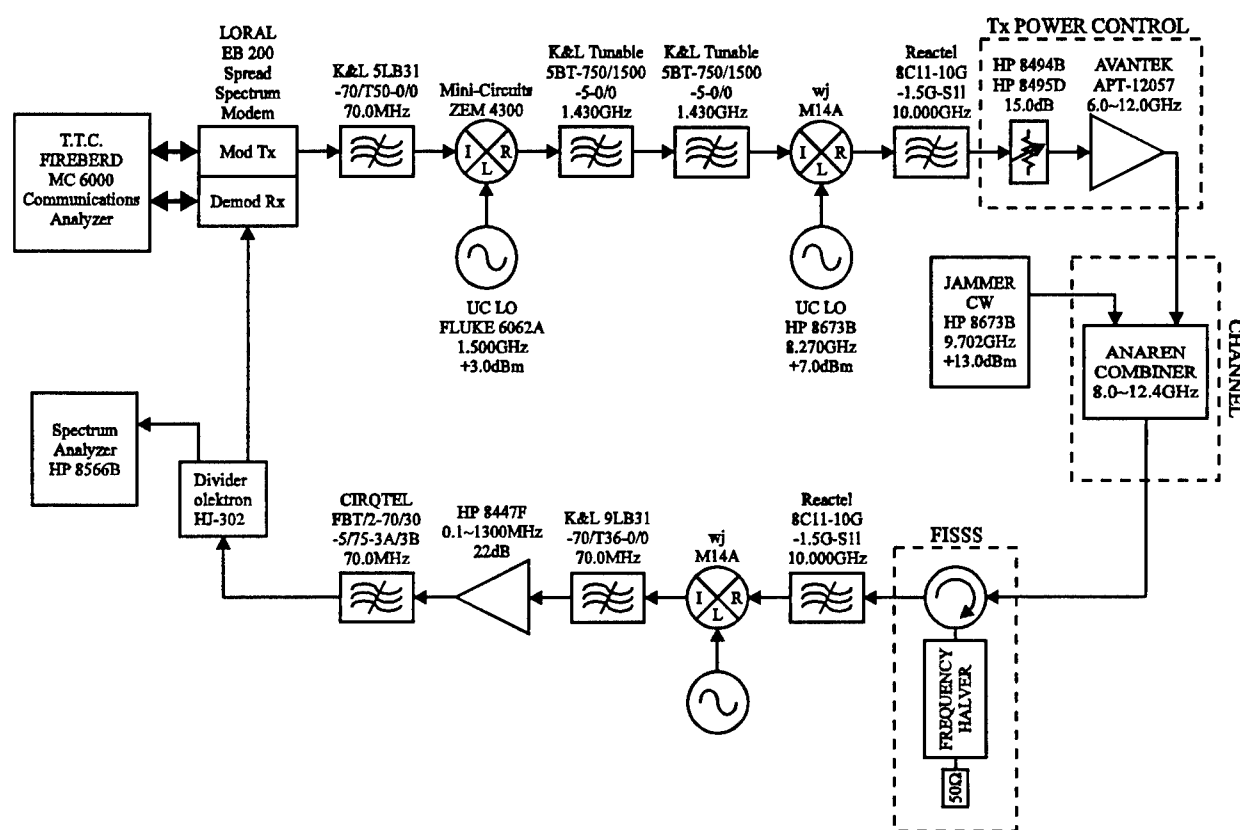 LORAL
EB 200
Spread
Spectrum
Modem
T.T.C.
FIREBERD
MC 6000
Communications
Analyzer
Mod Tx
Demod Rx
K&L 5LB31
-70/T50-0/0
70.0MHz
Mini-Circuits
ZEM 4300
I
R
L
UC LO
FLUKE 6062A
1.500GHz
+3.0dBm
K&L Tunable
5BT-750/1500
-5-0/0
1.430GHz
K&L Tunable
5BT-750/1500
-5-0/0
1.430GHz
wj
M14A
I
R
L
UC LO
HP 8673B
8.270GHz
+7.0dBm
Reactel
8C11-10G
-1.5G-S11
10.000GHz
Tx POWER CONTROL
HP 8494B
HP 8495D
15.0dB
AVANTEK
APT-12057
6.0~12.0GHz
JAMMER
CW
HP 8673B
9.702GHz
+13.0dBm
ANAREN
COMBINER
8.0~12.4GHz
CHANNEL
Spectrum
Analyzer
HP 8566B
Divider
olektron
HJ-302
CIRQTEL
FBT/2-70/30
-5/75-3A/3B
70.0MHz
HP 8447F
0.1~1300MHz
22dB
K&L 9LB31
-70/T36-0/0
70.0MHz
wj
M14A
I
R
L
Reactel
8C11-10G
-1.5G-S11
10.000GHz
FISSS
FREQUENCY
HALVER
50Ω